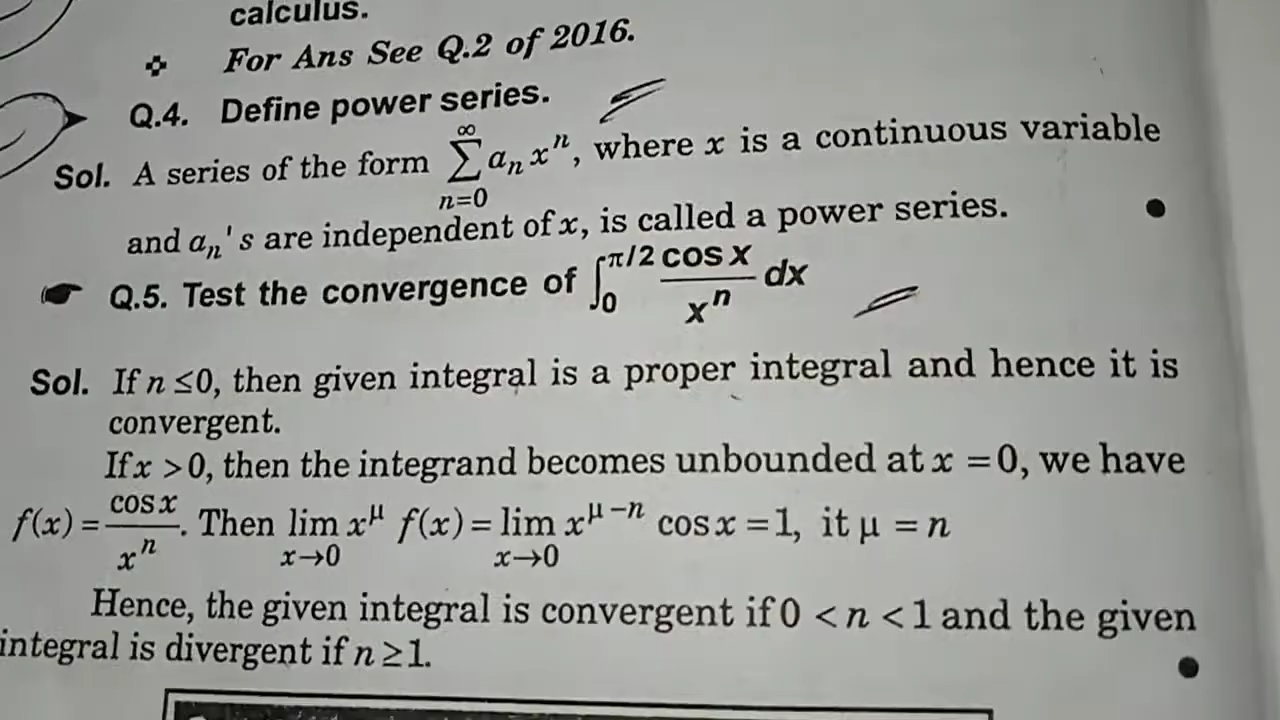 calculus.
❖ For Ans See Q.2 of 2016.
Q.4. Define power series.
Sol. A series of the form ∑_{n=0}^{∞} a_n x^n, where x is a continuous variable
and a_n's are independent of x, is called a power series.
Q.5. Test the convergence of ∫_0^{π/2} cos x / x^n dx
Sol. If n ≤0, then given integral is a proper integral and hence it is
convergent.
If x >0, then the integrand becomes unbounded at x =0, we have
f(x) = cos x / x^n. Then lim_{x→0} x^μ f(x) = lim_{x→0} x^{μ-n} cos x = 1, it μ = n
Hence, the given integral is convergent if 0 < n < 1 and the given
integral is divergent if n ≥1.